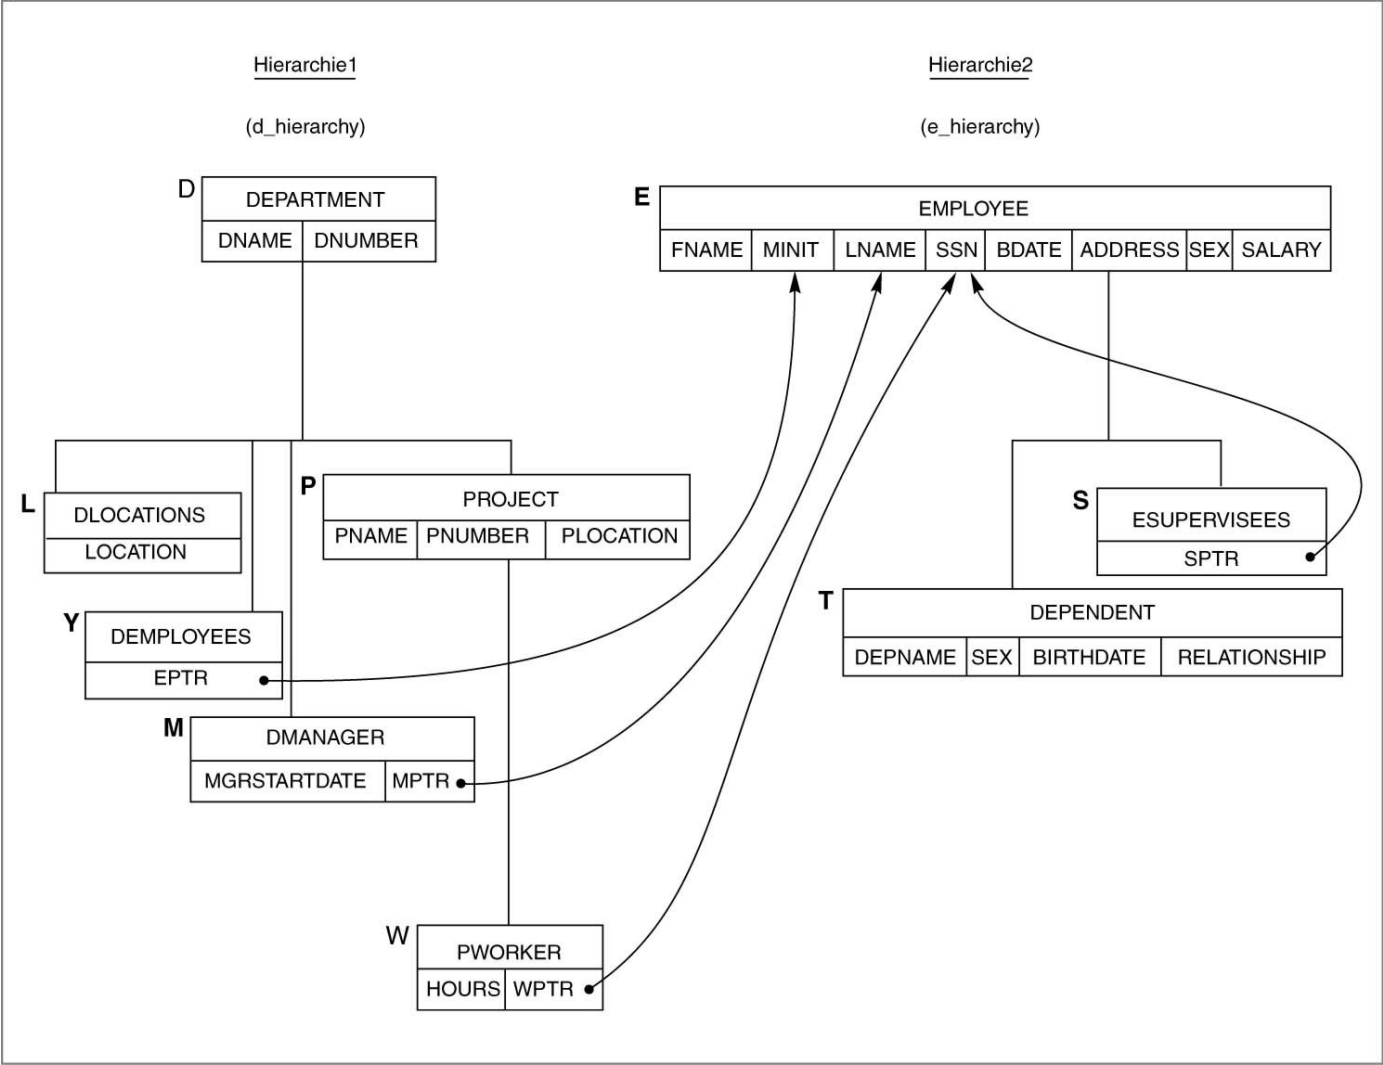 Hierarchie1
(d_hierarchy)
D
DEPARTMENT
DNAME DNUMBER
L
DLOCATIONS
LOCATION
P
PROJECT
PNAME PNUMBER PLOCATION
Y
DEMPLOYEES
EPTR
M
DMANAGER
MGRSTARTDATE MPTR
W
PWORKER
HOURS WPTR
Hierarchie2
(e_hierarchy)
E
EMPLOYEE
FNAME MINIT LNAME SSN BDATE ADDRESS SEX SALARY
S
ESUPERVISEES
SPTR
T
DEPENDENT
DEPNAME SEX BIRTHDATE RELATIONSHIP